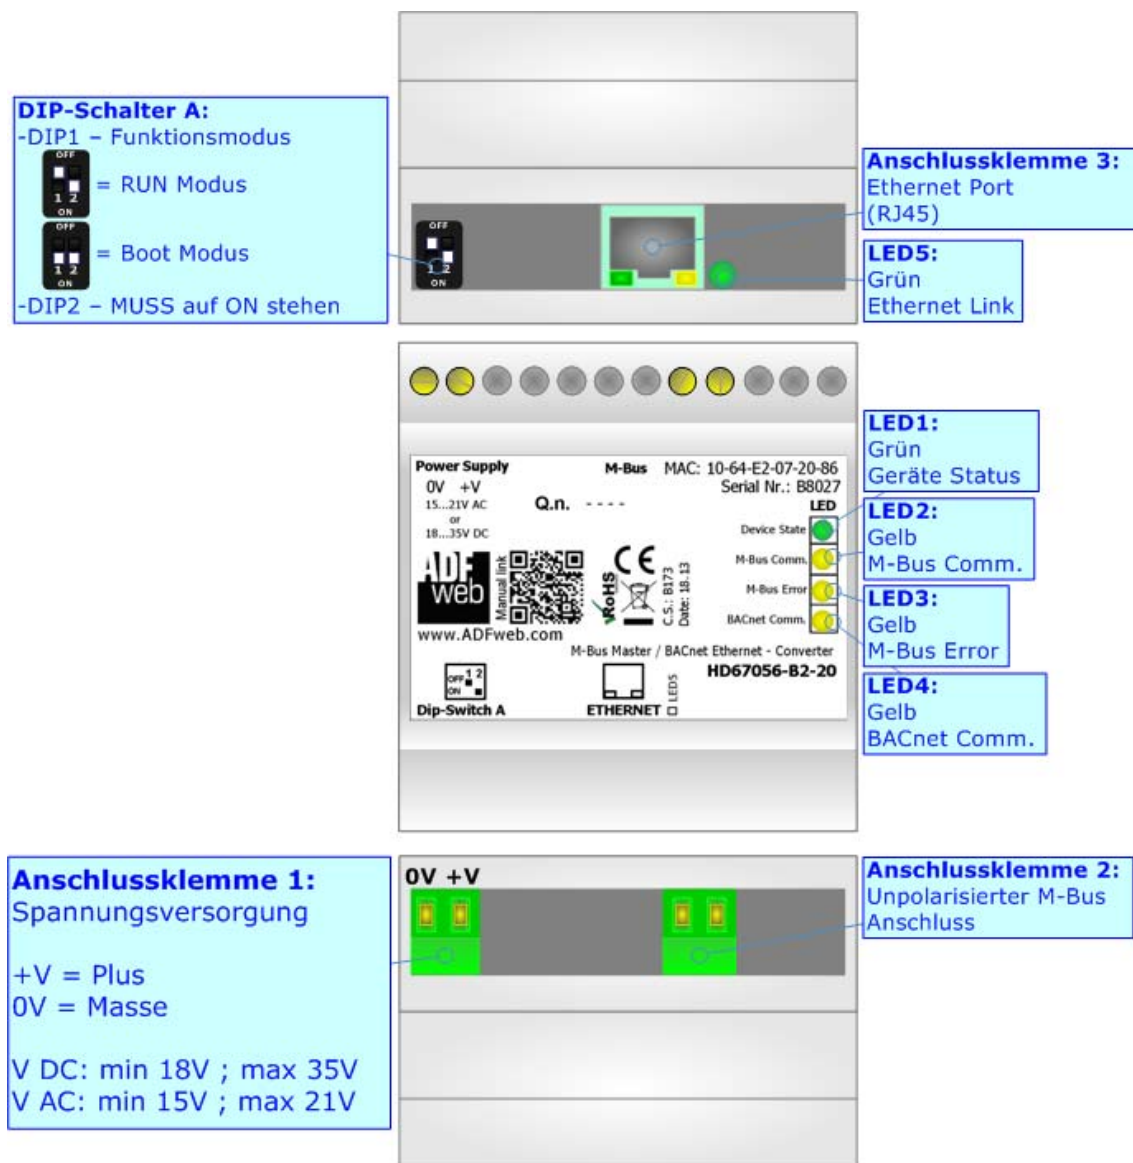 DIP-Schalter A:
-DIP1 – Funktionsmodus
OFF
1 2
ON
= RUN Modus
OFF
1 2
ON
= Boot Modus
-DIP2 – MUSS auf ON stehen
OFF
1 2
ON
Anschlussklemme 3:
Ethernet Port
(RJ45)
LED5:
Grün
Ethernet Link
Power Supply
0V +V
15...21V AC
or
18...35V DC
M-Bus
MAC: 10-64-E2-07-20-86
Serial Nr.: B8027
Q.n. - - - -
LED
Device State
M-Bus Comm.
M-Bus Error
BACnet Comm.
ADF
web
Manual link
RoHS
CE
C.S.: B173
Date: 18.13
www.ADFweb.com
M-Bus Master / BACnet Ethernet - Converter
HD67056-B2-20
OFF
ON
1 2
Dip-Switch A
ETHERNET
LED5
LED1:
Grün
Geräte Status
LED2:
Gelb
M-Bus Comm.
LED3:
Gelb
M-Bus Error
LED4:
Gelb
BACnet Comm.
Anschlussklemme 1:
Spannungsversorgung
+V = Plus
0V = Masse
V DC: min 18V ; max 35V
V AC: min 15V ; max 21V
0V +V
Anschlussklemme 2:
Unpolarisierter M-Bus
Anschluss